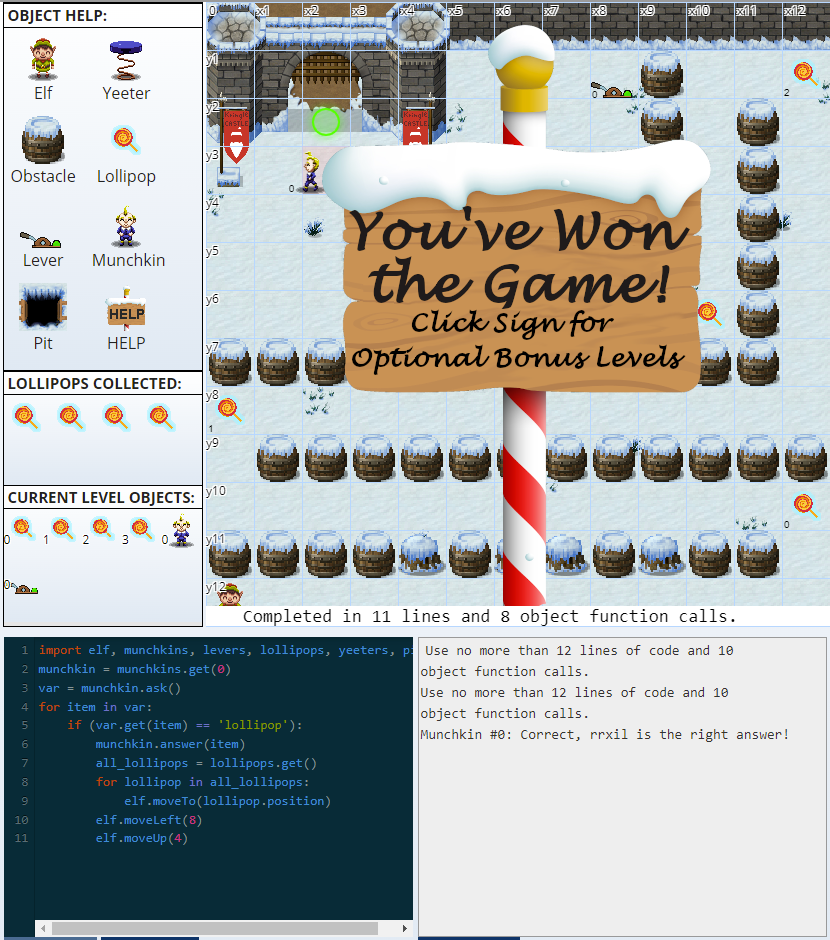 OBJECT HELP:
Elf
Yeeter
Obstacle
Lollipop
Lever
Munchkin
Pit
HELP
HELP
LOLLIPOPS COLLECTED:
CURRENT LEVEL OBJECTS:
0 1 2 3 0
0
0 x1 x2 x3 x4 x5 x6 x7 x8 x9 x10 x11 x12
y1
y2
y3
y4
y5
y6
y7
y8
y9
y10
y11
y12
KringlE
CASTLE
KringlE
CASTLE
0
2
0
1
0
You've Won
the Game!
Click Sign for
Optional Bonus Levels
Completed in 11 lines and 8 object function calls.
1 import elf, munchkins, levers, lollipops, yeeters, p
2 munchkin = munchkins.get(0)
3 var = munchkin.ask()
4 for item in var:
5 if (var.get(item) == 'lollipop'):
6 munchkin.answer(item)
7 all_lollipops = lollipops.get()
8 for lollipop in all_lollipops:
9 elf.moveTo(lollipop.position)
10 elf.moveLeft(8)
11 elf.moveUp(4)
Use no more than 12 lines of code and 10
object function calls.
Use no more than 12 lines of code and 10
object function calls.
Munchkin #0: Correct, rrxil is the right answer!